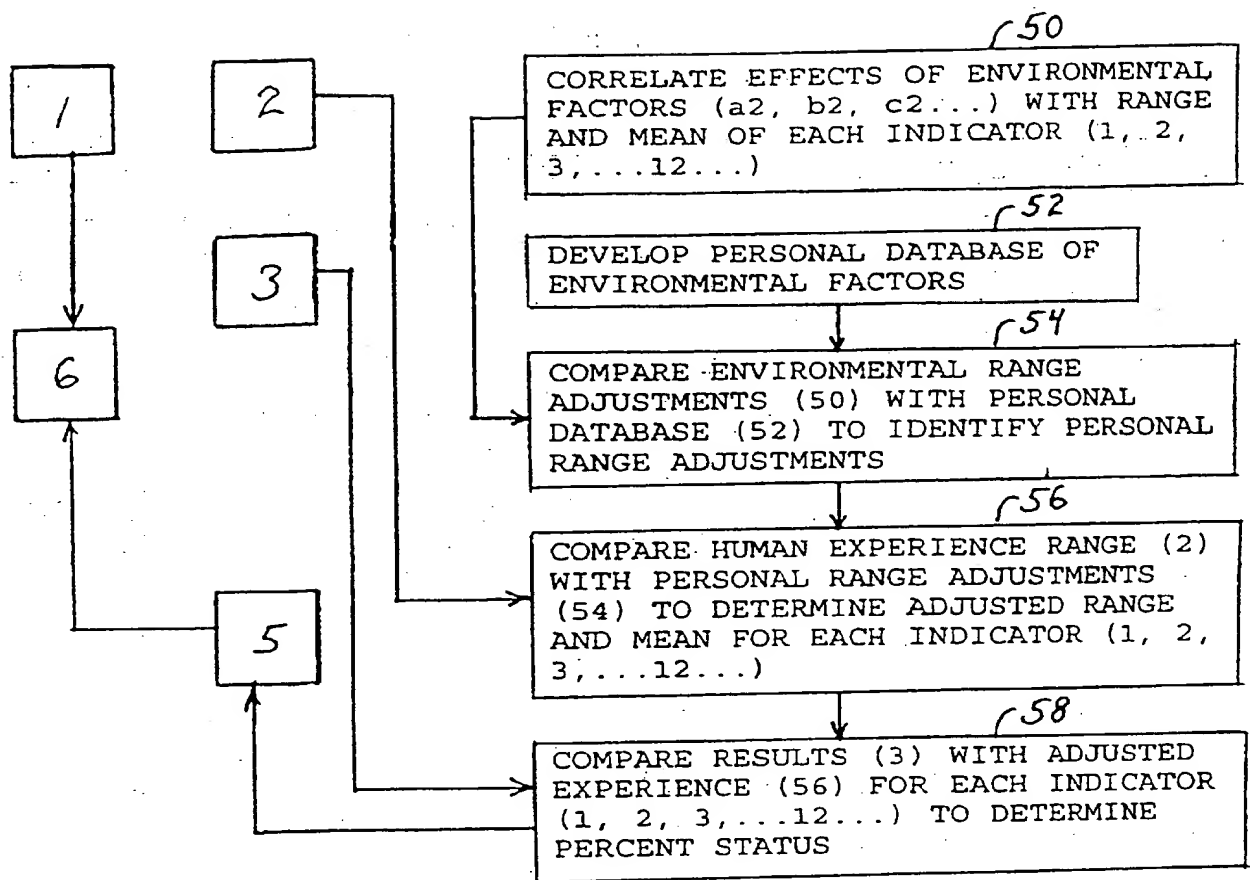 50
CORRELATE EFFECTS OF ENVIRONMENTAL
FACTORS (a2, b2, c2...) WITH RANGE
AND MEAN OF EACH INDICATOR (1, 2,
3,...12...)
1
2
52
DEVELOP PERSONAL DATABASE OF
ENVIRONMENTAL FACTORS
3
54
COMPARE ENVIRONMENTAL RANGE
ADJUSTMENTS (50) WITH PERSONAL
DATABASE (52) TO IDENTIFY PERSONAL
RANGE ADJUSTMENTS
6
56
COMPARE HUMAN EXPERIENCE RANGE (2)
WITH PERSONAL RANGE ADJUSTMENTS
(54) TO DETERMINE ADJUSTED RANGE
AND MEAN FOR EACH INDICATOR (1, 2,
3,...12...)
5
58
COMPARE RESULTS (3) WITH ADJUSTED
EXPERIENCE (56) FOR EACH INDICATOR
(1, 2, 3,...12...) TO DETERMINE
PERCENT STATUS